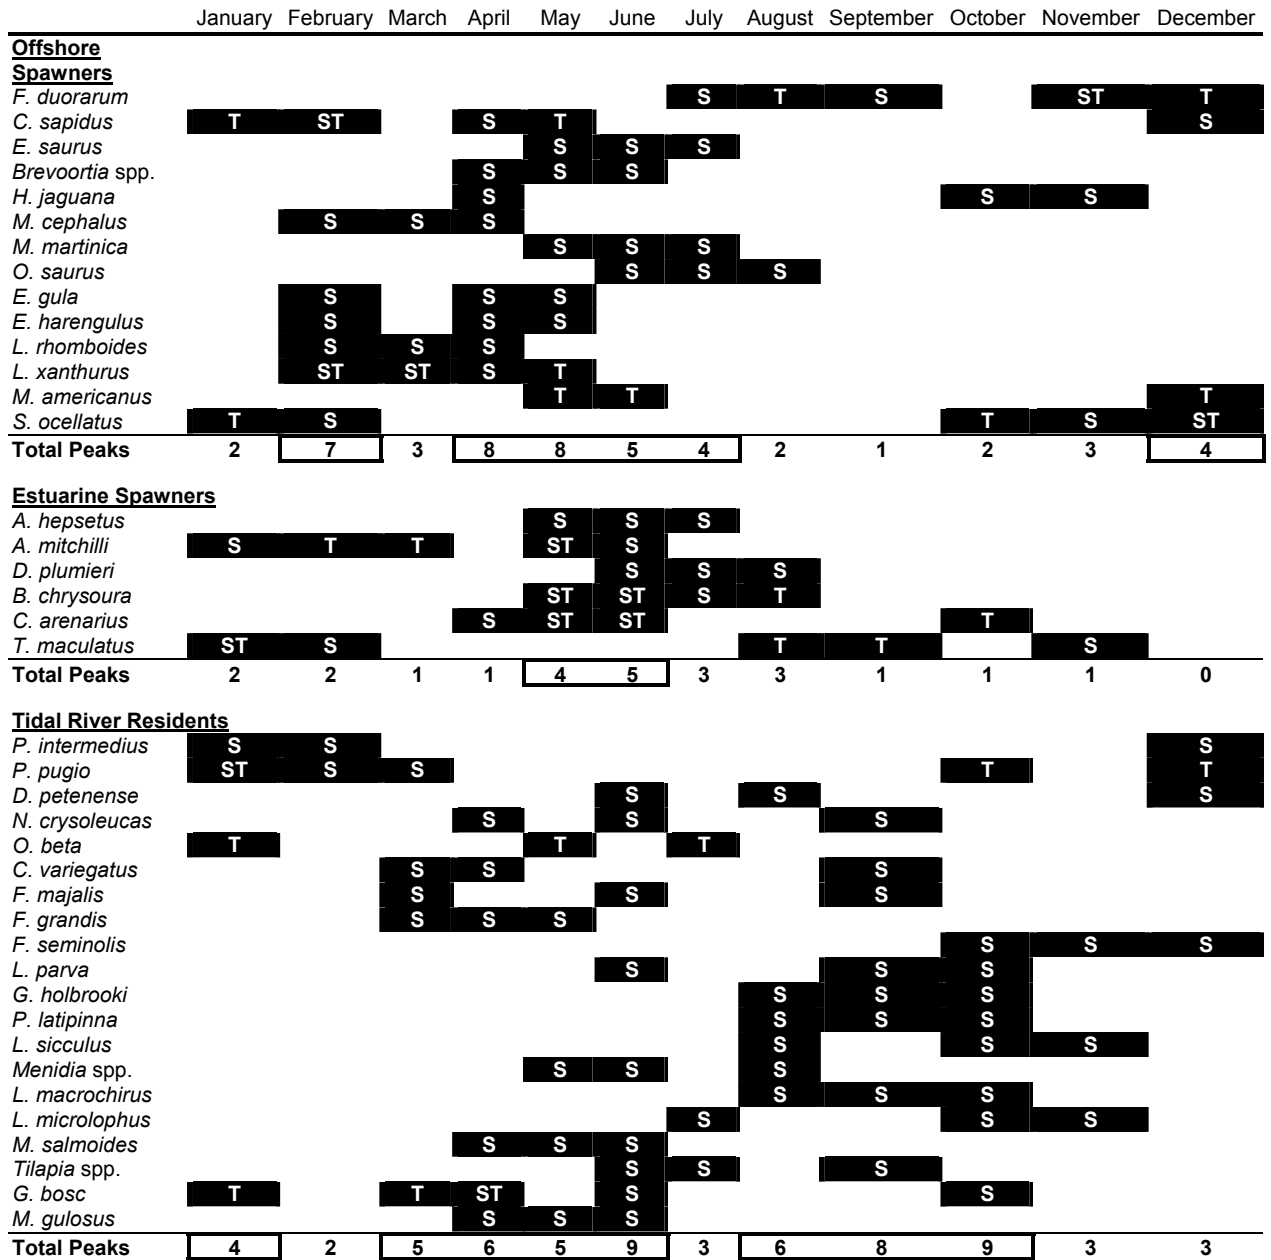 January February March April May June July August September October November December
Offshore
Spawners
F. duorarum S T S ST T
C. sapidus T ST S T S
E. saurus S S S
Brevoortia spp. S S S
H. jaguana S S S
M. cephalus S S S
M. martinica S S S
O. saurus S S S
E. gula S S S
E. harengulus S S S
L. rhomboides S S S
L. xanthurus ST ST S T
M. americanus T T T
S. ocellatus T S T S ST
Total Peaks 2 7 3 8 8 5 4 2 1 2 3 4
Estuarine Spawners
A. hepsetus S S S
A. mitchilli S T T ST S
D. plumieri S S S
B. chrysoura ST ST S T
C. arenarius S ST ST T
T. maculatus ST S T T S
Total Peaks 2 2 1 1 4 5 3 3 1 1 1 0
Tidal River Residents
P. intermedius S S S
P. pugio ST S S T T
D. petenense S S S
N. crysoleucas S S S
O. beta T T T
C. variegatus S S S
F. majalis S S S
F. grandis S S S
F. seminolis S S S
L. parva S S S
G. holbrooki S S S
P. latipinna S S S
L. sicculus S S S
Menidia spp. S S S
L. macrochirus S S S
L. microlophus S S S
M. salmoides S S S
Tilapia spp. S S S
G. bosc T T ST S S
M. gulosus S S S
Total Peaks 4 2 5 6 5 9 3 6 8 9 3 3